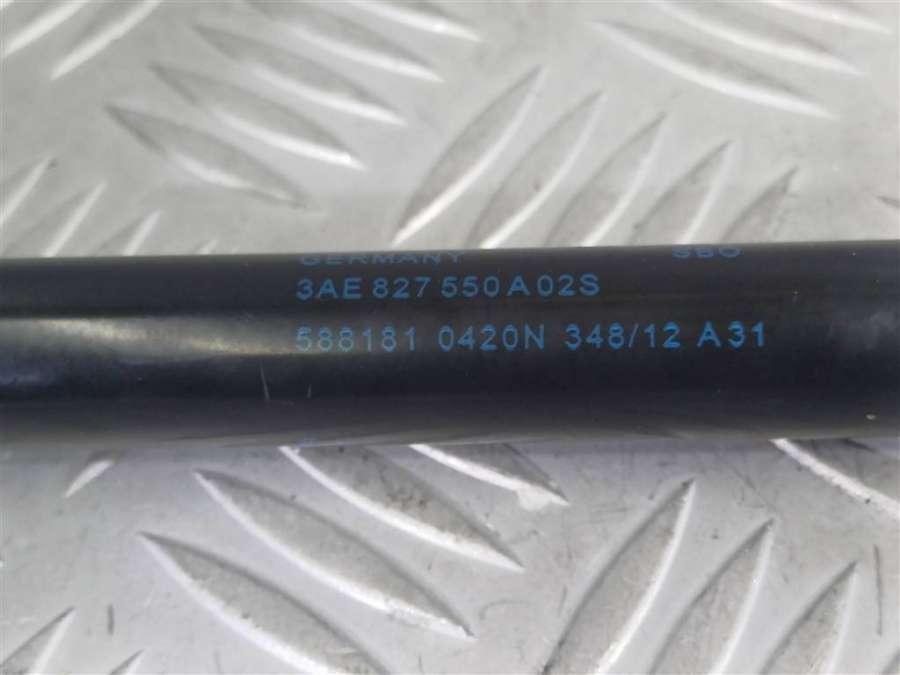 GERMANY SBO
3AE 827 550 A 02S
588181 0420N 348/12 A31